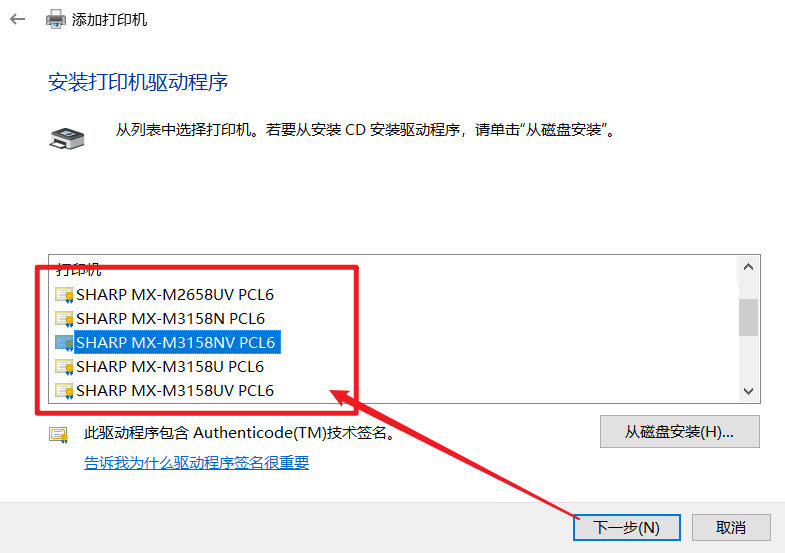 添加打印机
安装打印机驱动程序
从列表中选择打印机。若要从安装 CD 安装驱动程序，请单击“从磁盘安装”。
打印机
SHARP MX-M2658UV PCL6
SHARP MX-M3158N PCL6
SHARP MX-M3158NV PCL6
SHARP MX-M3158U PCL6
SHARP MX-M3158UV PCL6
此驱动程序包含 Authenticode(TM)技术签名。
从磁盘安装(H)...
告诉我为什么驱动程序签名很重要
下一步(N)
取消